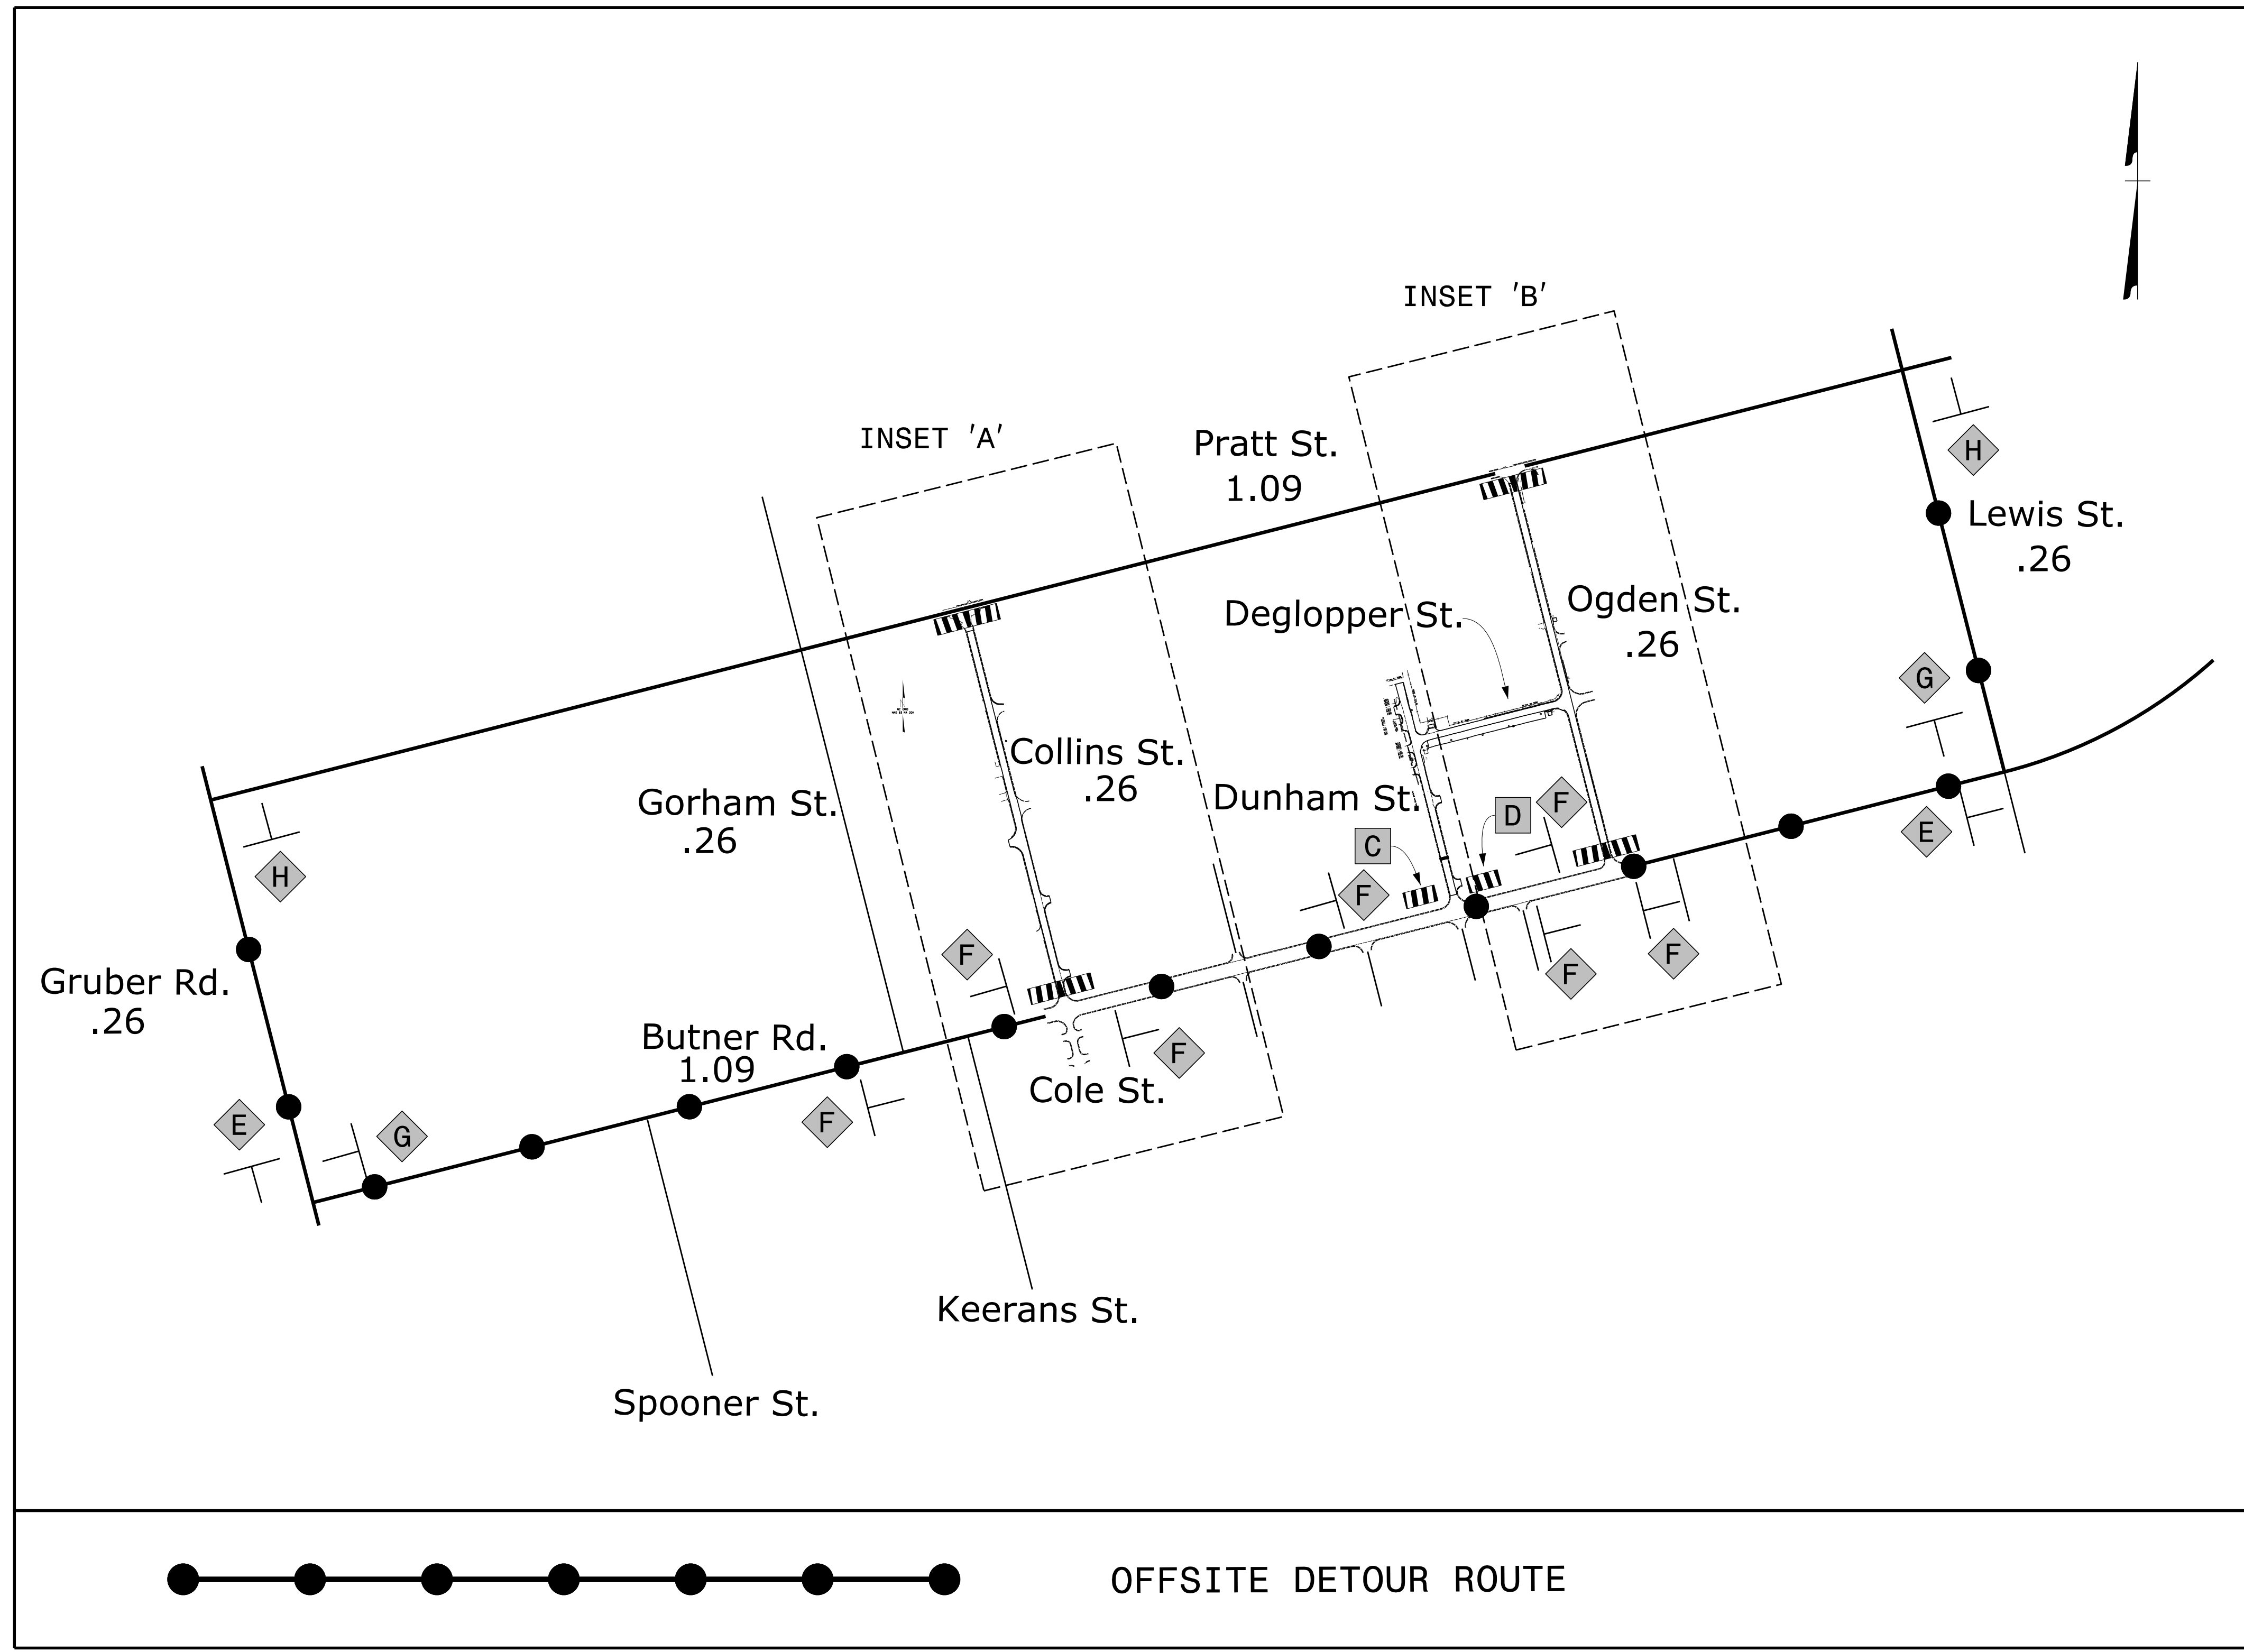 INSET 'B'
INSET 'A'
Pratt St.
1.09
H
Lewis St.
.26
Deglopper St.
Ogden St.
.26
G
Collins St.
.26
Gorham St.
.26
Dunham St.
D
F
C
E
H
F
F
F
F
Gruber Rd.
.26
Butner Rd.
1.09
F
Cole St.
E
G
F
Keerans St.
Spooner St.
OFFSITE DETOUR ROUTE